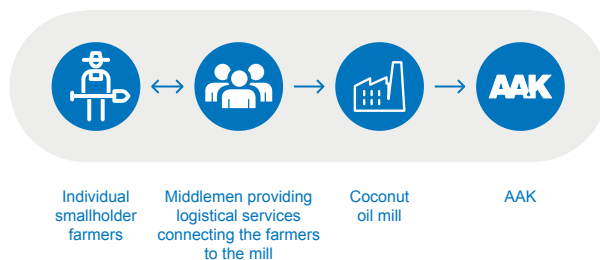 AAK
Individual
smallholder
farmers
Middlemen providing
logistical services
connecting the farmers
to the mill
Coconut
oil mill
AAK